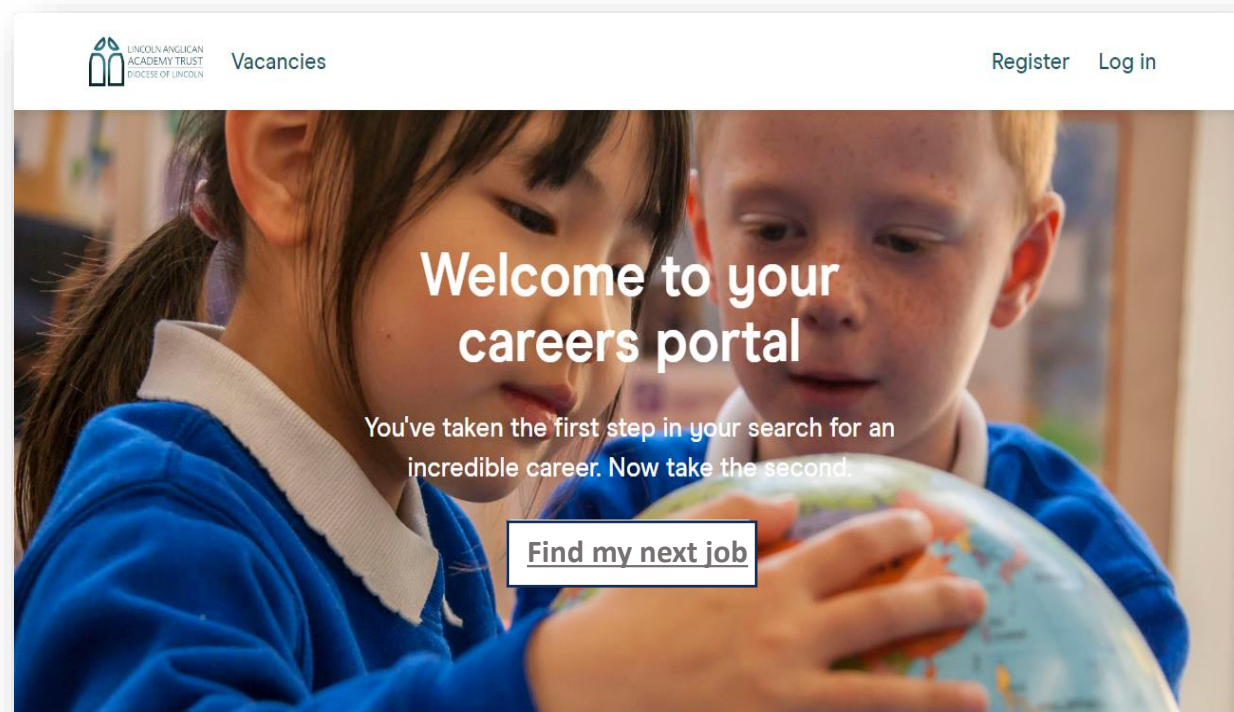 LINCOLN ANGLICAN
ACADEMY TRUST
DIOCESE OF LINCOLN
Vacancies
Register
Log in
Welcome to your
careers portal
You've taken the first step in your search for an
incredible career. Now take the second.
Find my next job